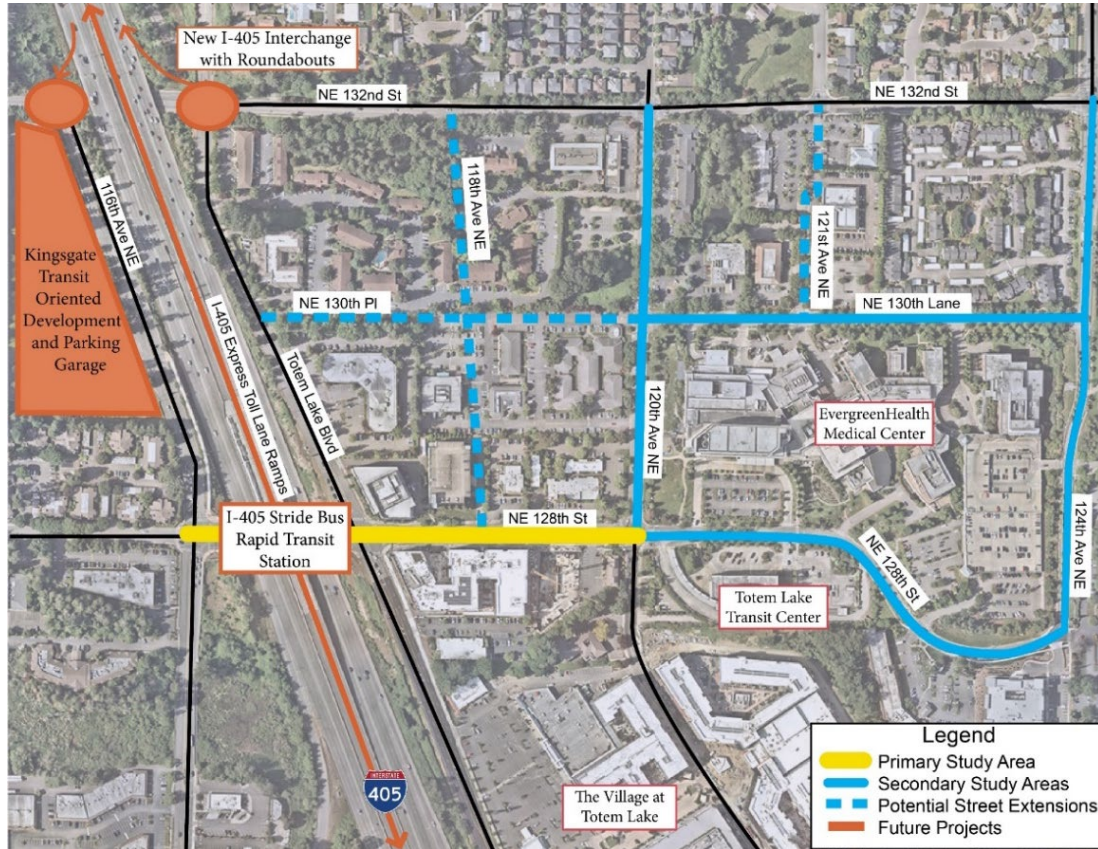 New I-405 Interchange
with Roundabouts
NE 132nd St
NE 132nd St
116th Ave NE
118th Ave NE
121st Ave NE
Kingsgate
Transit
Oriented
Development
and Parking
Garage
I-405 Express Toll Lane Ramps
Totem Lake Blvd
NE 130th Pl
NE 130th Lane
120th Ave NE
EvergreenHealth
Medical Center
124th Ave NE
I-405 Stride Bus
Rapid Transit
Station
NE 128th St
NE 128th St
Totem Lake
Transit Center
INTERSTATE
405
The Village at
Totem Lake
Legend
Primary Study Area
Secondary Study Areas
Potential Street Extensions
Future Projects